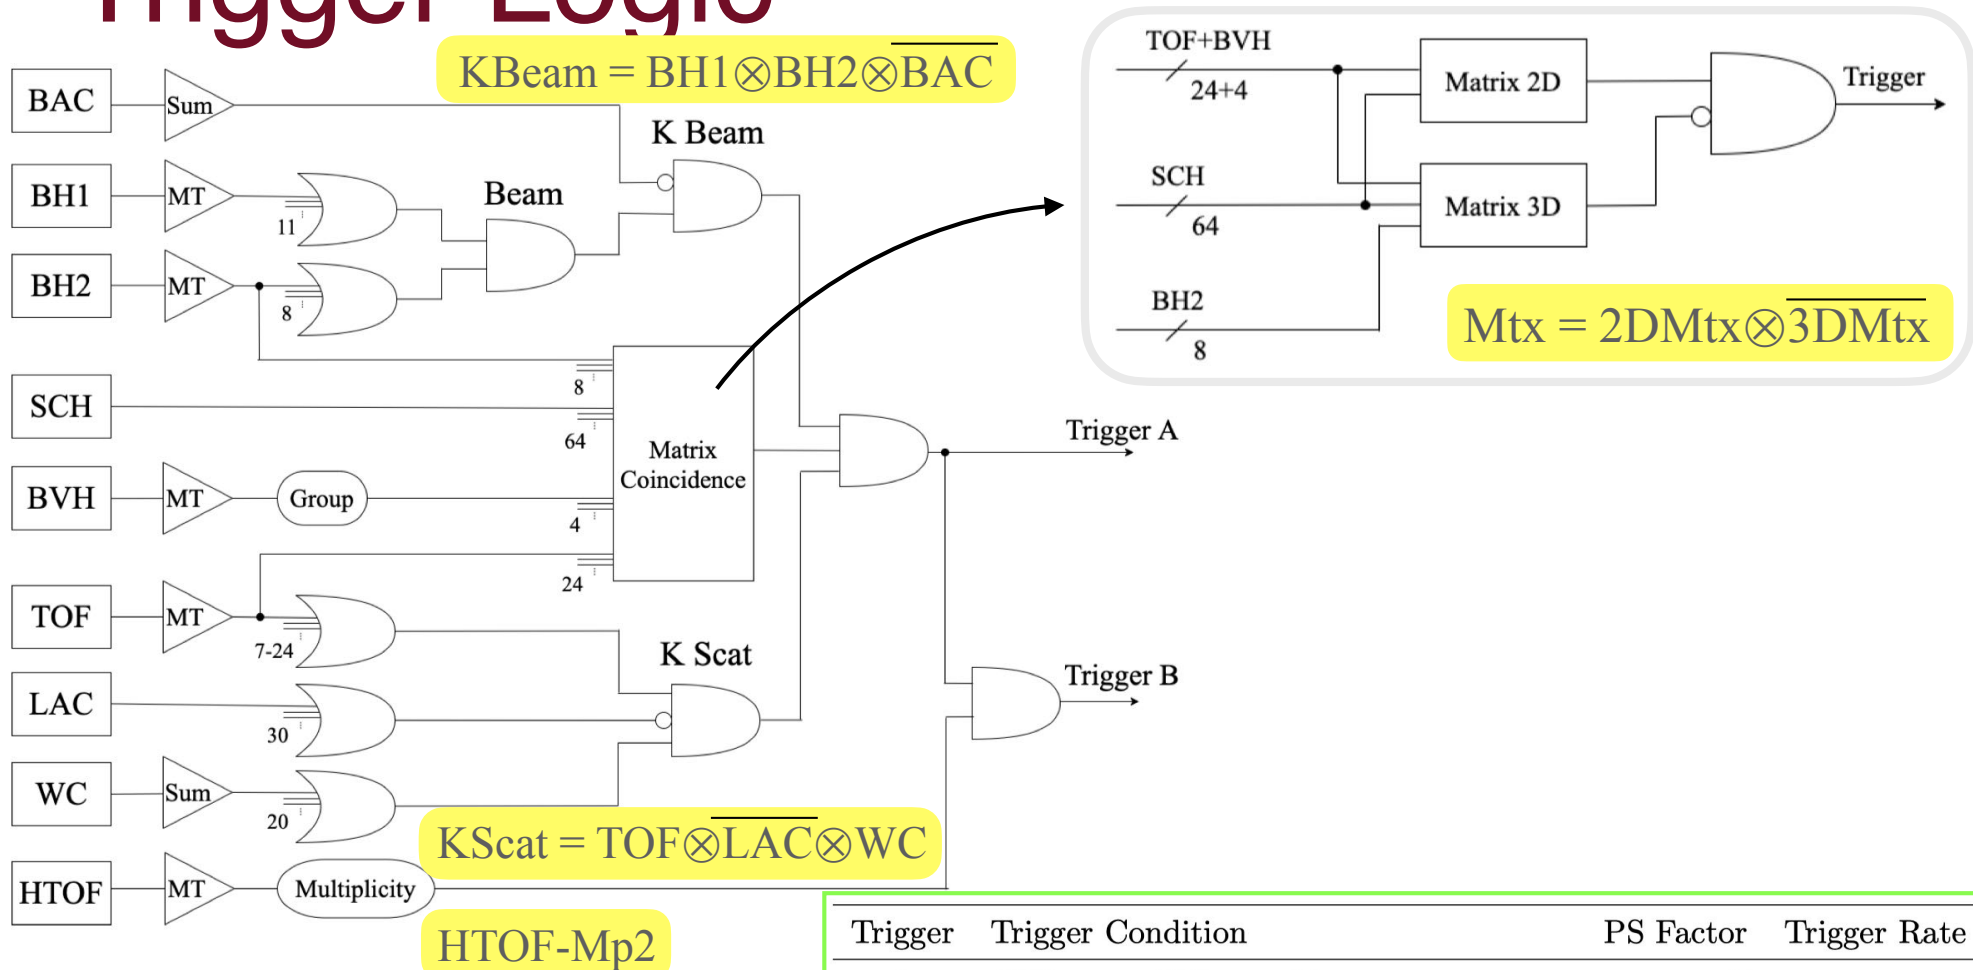 Trigger Logic
KBeam = BH1⊗BH2⊗B̅A̅C̅
BAC
Sum
K Beam
BH1
MT
11
Beam
BH2
MT
8
8
SCH
64
Matrix
Coincidence
BVH
MT
Group
4
24
TOF
MT
7-24
K Scat
LAC
30
WC
Sum
20
KScat = TOF⊗L̅A̅C̅⊗WC
HTOF
MT
Multiplicity
HTOF-Mp2
Trigger A
Trigger B
TOF+BVH
24+4
Matrix 2D
Trigger
SCH
64
Matrix 3D
BH2
8
Mtx = 2DMtx⊗3̅D̅M̅t̅x̅
Trigger Trigger Condition PS Factor Trigger Rate